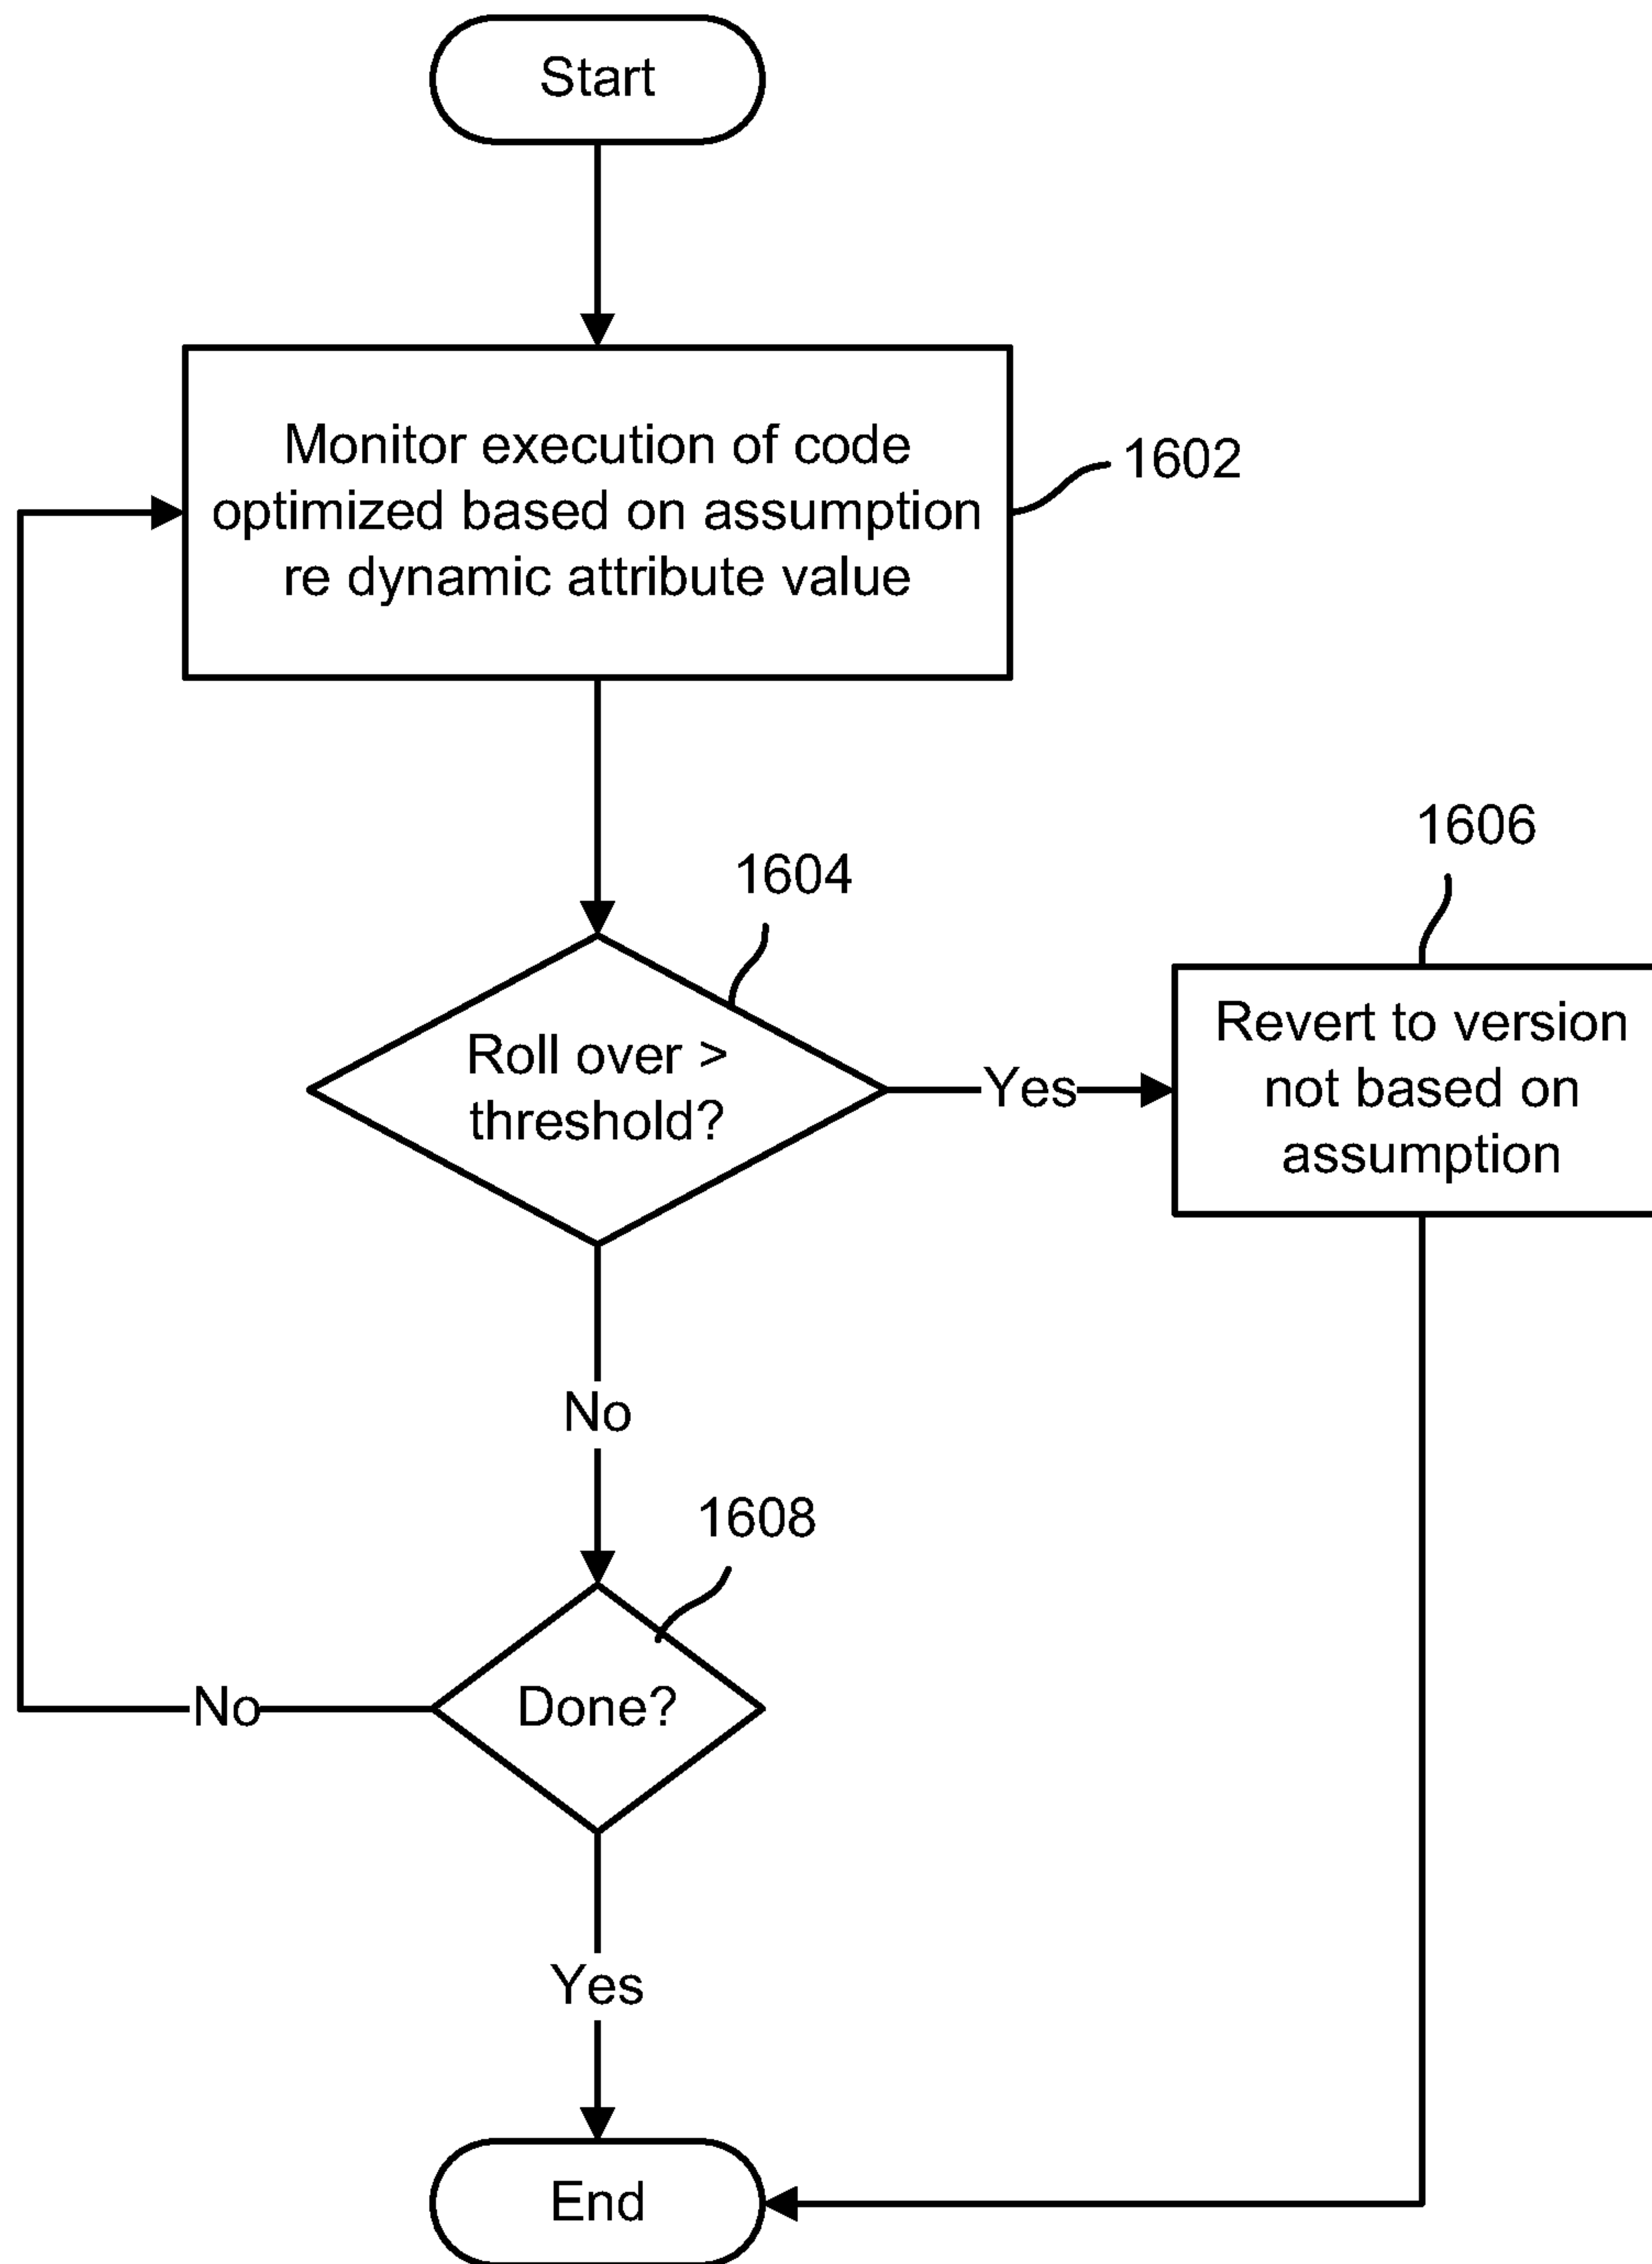 Start
Monitor execution of code
optimized based on assumption
re dynamic attribute value
1602
1604
Roll over >
threshold?
Yes
1606
Revert to version
not based on
assumption
No
1608
Done?
No
Yes
End